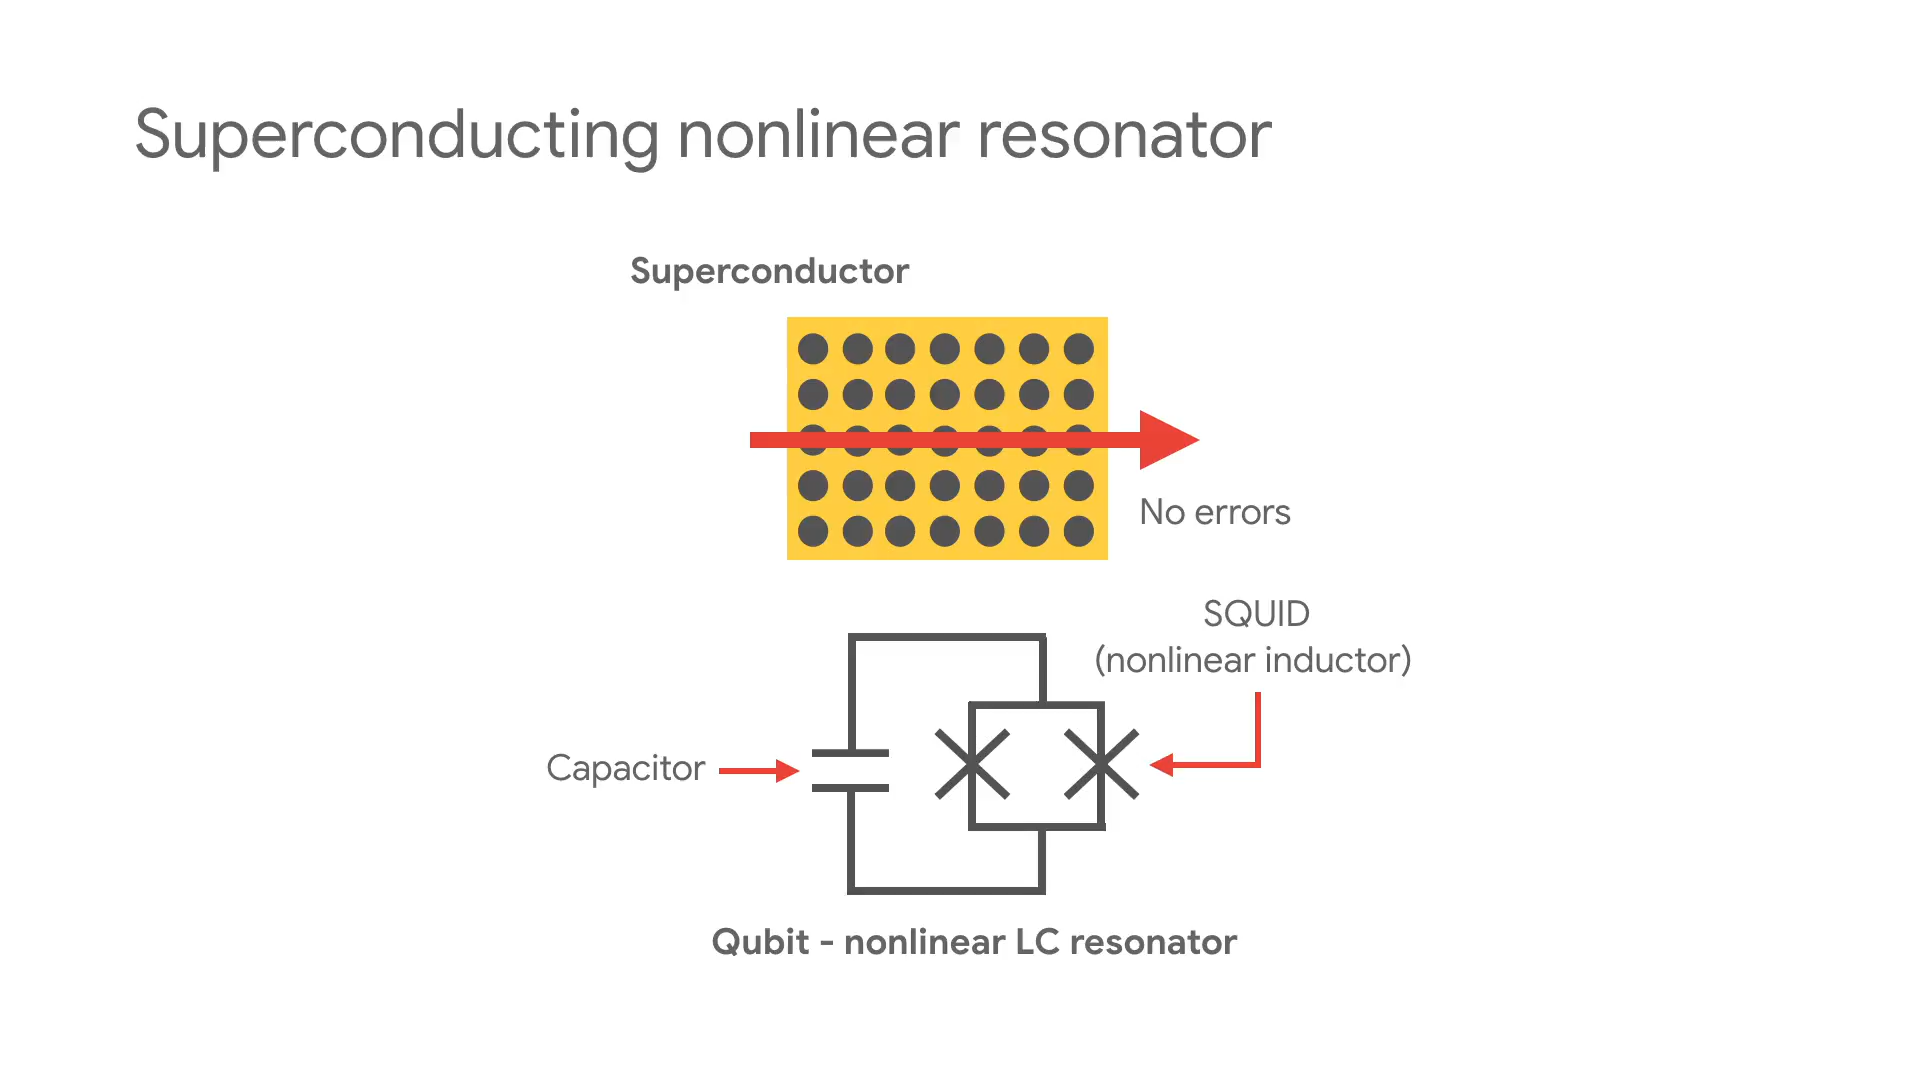 Superconducting nonlinear resonator
Superconductor
No errors
SQUID
(nonlinear inductor)
Capacitor
Qubit - nonlinear LC resonator